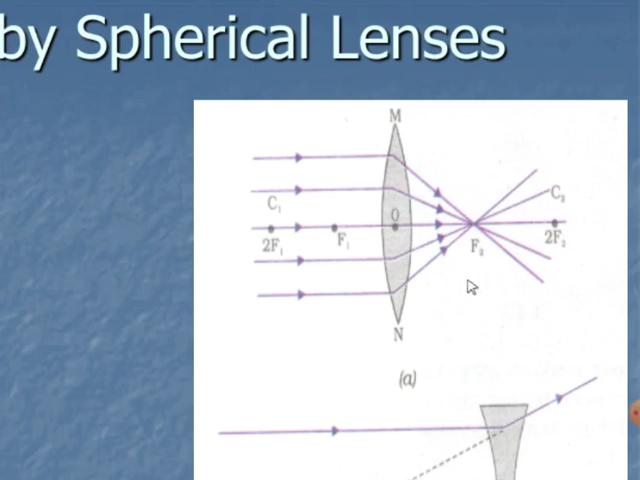 by Spherical Lenses
M
C₁
C₂
O
2F₁
F₁
F₂
2F₂
N
(a)